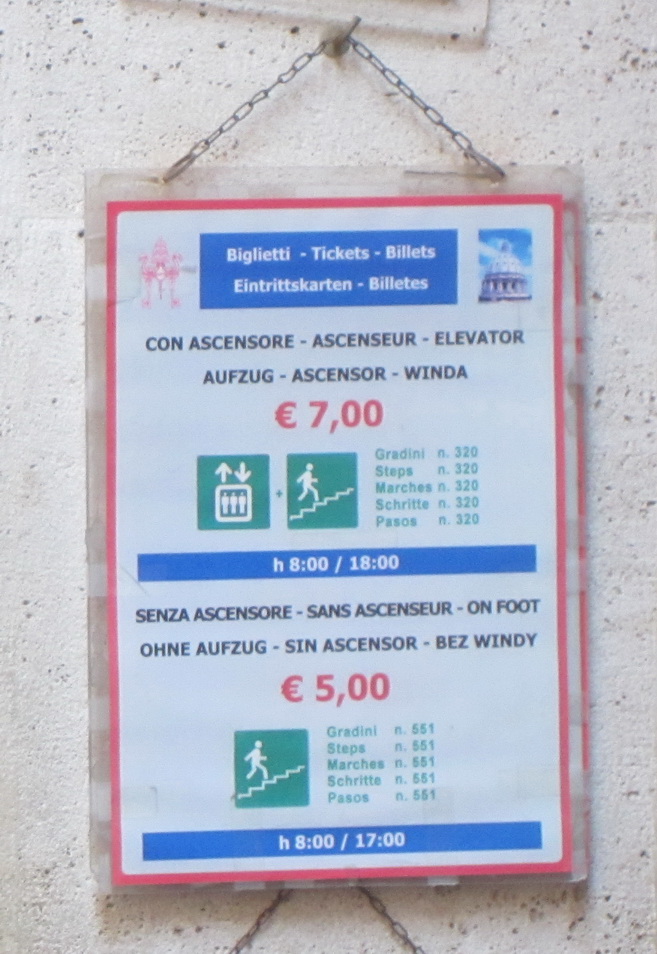 Biglietti - Tickets - Billets
Eintrittskarten - Billetes
CON ASCENSORE - ASCENSEUR - ELEVATOR
AUFZUG - ASCENSOR - WINDA
€ 7,00
Gradini n. 320
Steps n. 320
Marches n. 320
+
Schritte n. 320
Pasos n. 320
h 8:00 / 18:00
SENZA ASCENSORE - SANS ASCENSEUR - ON FOOT
OHNE AUFZUG - SIN ASCENSOR - BEZ WINDY
€ 5,00
Gradini n. 551
Steps n. 551
Marches n. 551
Schritte n. 551
Pasos n. 551
h 8:00 / 17:00